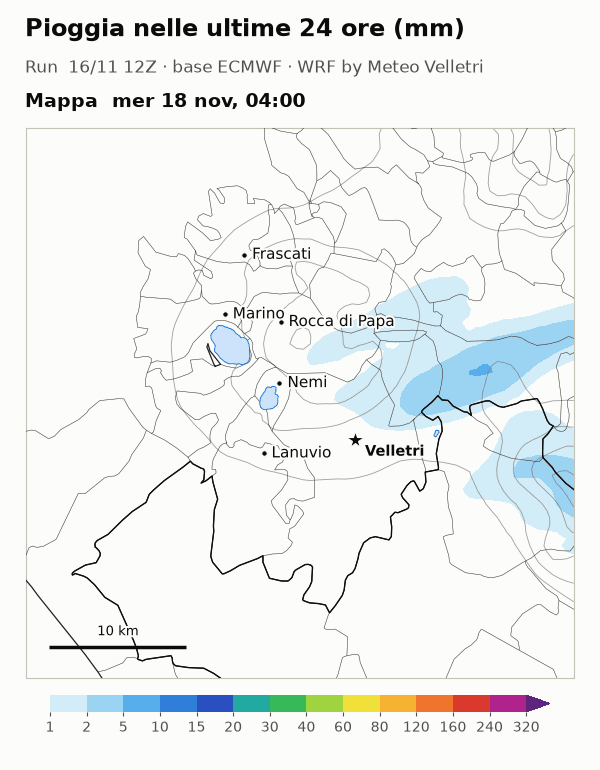 Pioggia nelle ultime 24 ore (mm)
Run  16/11 12Z · base ECMWF · WRF by Meteo Velletri
Mappa  mer 18 nov, 04:00
Frascati
Marino
Rocca di Papa
Nemi
Velletri
Lanuvio
10 km
1 2 5 10 15 20 30 40 60 80 120 160 240 320